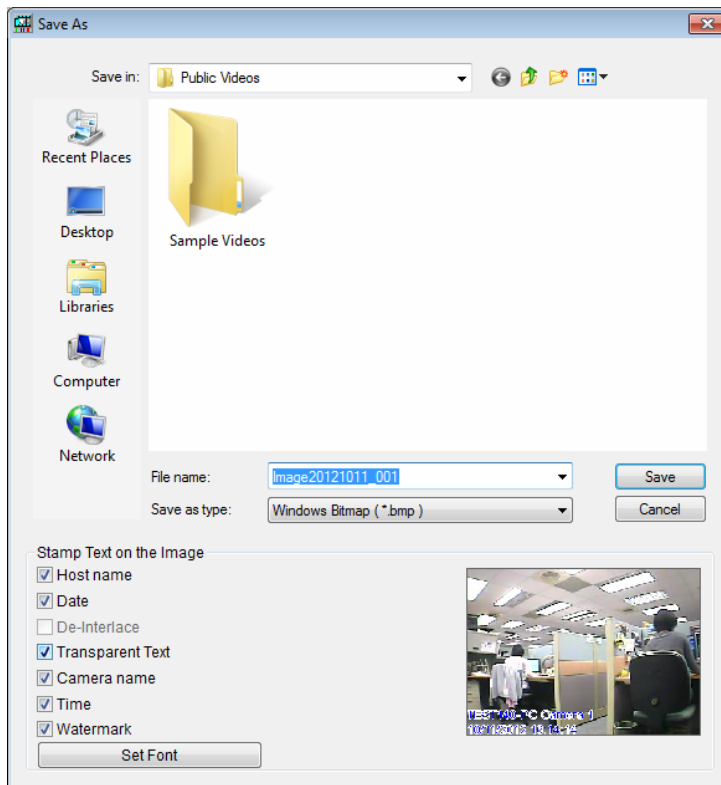 Save As
Save in:
Public Videos
Recent Places
Desktop
Libraries
Computer
Network
Sample Videos
File name:
Image20121011_001
Save
Save as type:
Windows Bitmap ( *.bmp )
Cancel
Stamp Text on the Image
Host name
Date
De-Interlace
Transparent Text
Camera name
Time
Watermark
Set Font
Camera 1